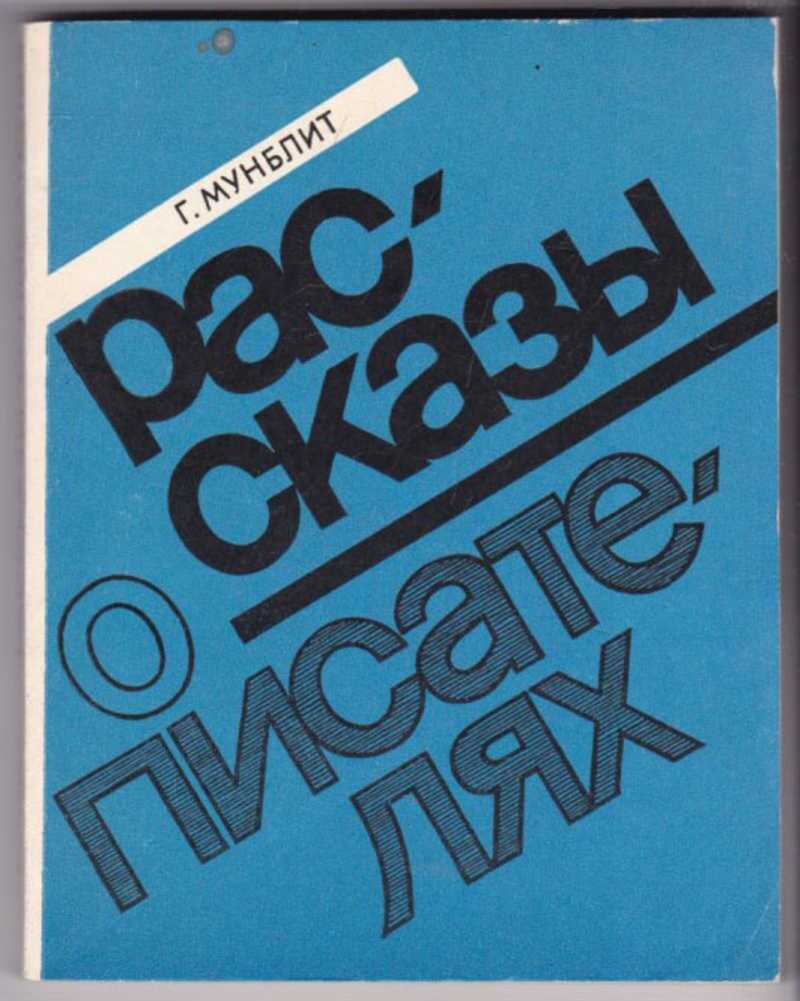 Г. МУНБЛИТ
рас-
сказы
о
писате-
лях